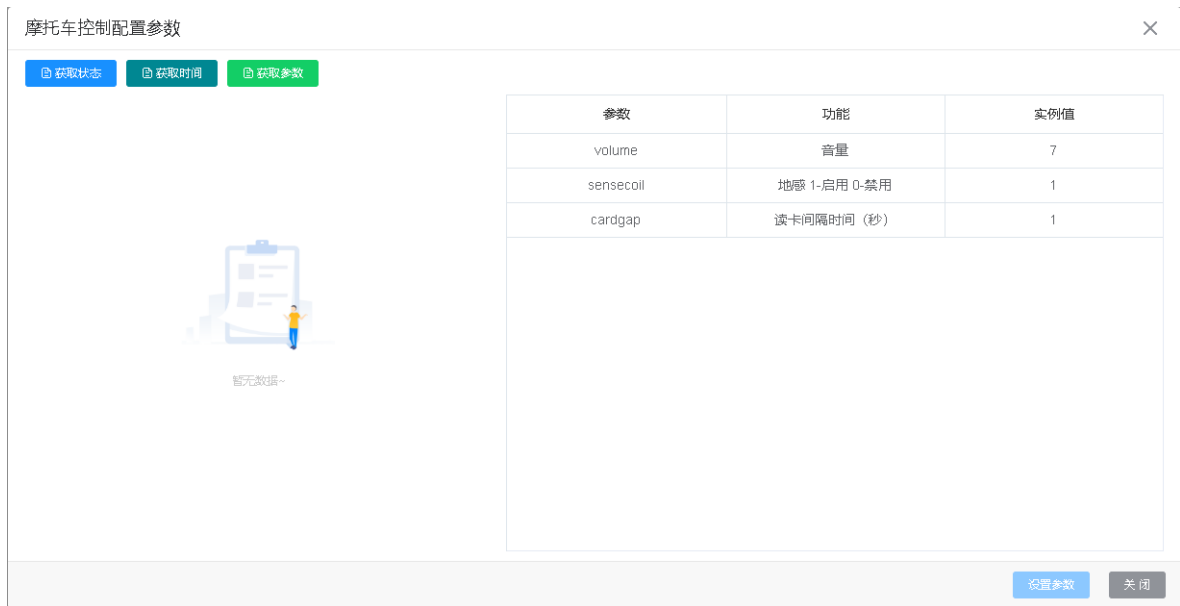 摩托车控制配置参数
获取状态 获取时间 获取参数
参数 功能 实例值
volume 音量 7
sensecoil 地感 1-启用 0-禁用 1
cardgap 读卡间隔时间（秒） 1
暂无数据~
设置参数 关闭